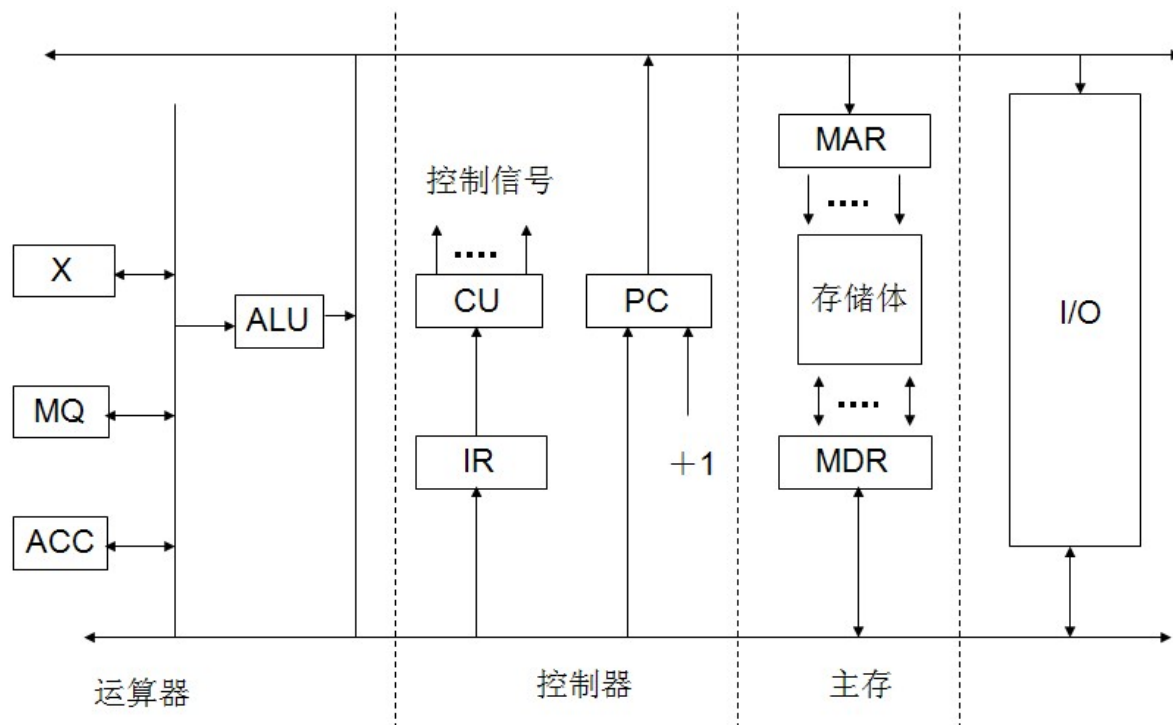 MAR
控制信号
....
....
X
CU
PC
存储体
I/O
ALU
MQ
....
IR
+1
MDR
ACC
运算器
控制器
主存